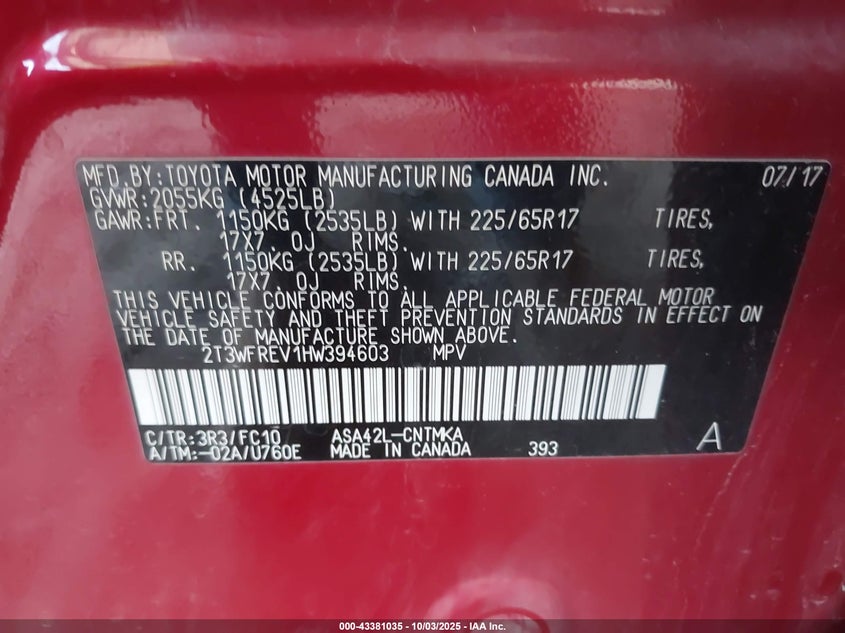 MFD.BY:TOYOTA MOTOR MANUFACTURING CANADA INC. 07/17
GVWR:2055KG (4525LB)
GAWR:FRT. 1150KG (2535LB) WITH 225/65R17 TIRES,
17X7. OJ RIMS.
RR. 1150KG (2535LB) WITH 225/65R17 TIRES,
17X7. OJ RIMS.
THIS VEHICLE CONFORMS TO ALL APPLICABLE FEDERAL MOTOR
VEHICLE SAFETY AND THEFT PREVENTION STANDARDS IN EFFECT ON
THE DATE OF MANUFACTURE SHOWN ABOVE.
2T3WFREV1HW394603 MPV
C/TR:3R3/FC10 ASA42L-CNTMKA
A/TM:-02A/U760E MADE IN CANADA 393 A
000-43381035 - 10/03/2025 - IAA Inc.